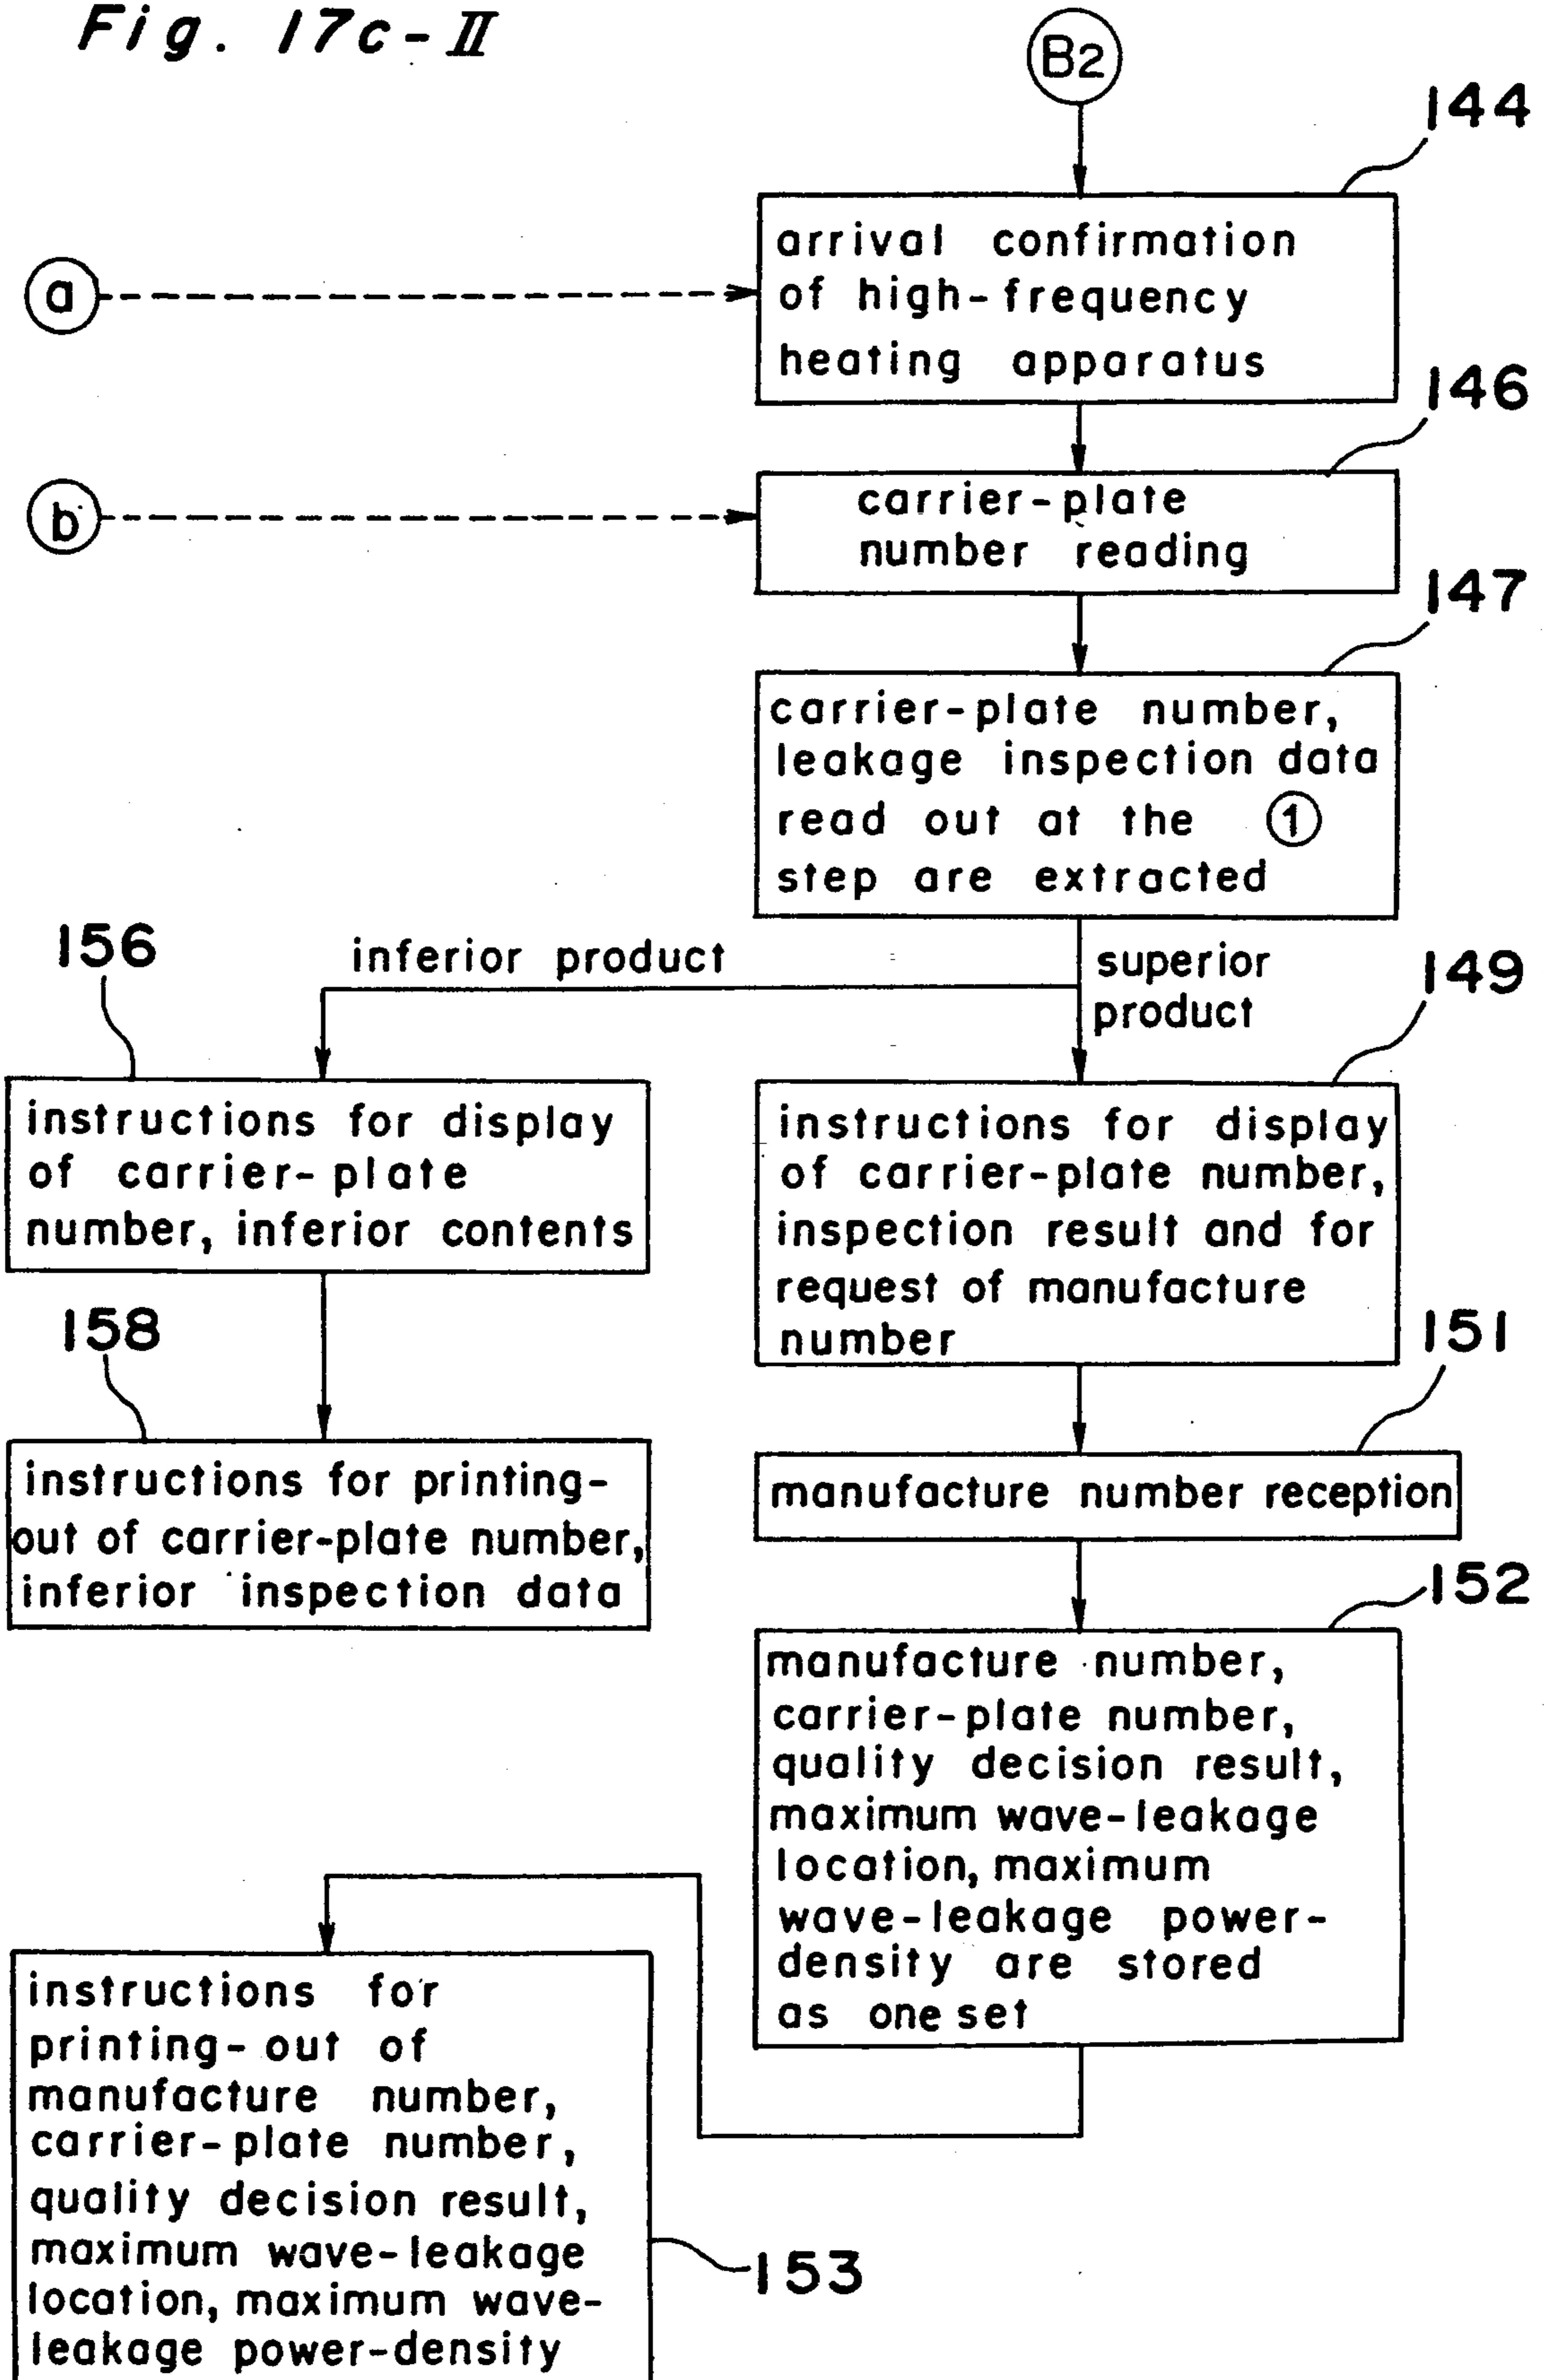 Fig. 17c-II
B2
144
arrival confirmation
of high-frequency
heating apparatus
a
146
carrier-plate
number reading
b
147
carrier-plate number,
leakage inspection data
read out at the ①
step are extracted
156
inferior product
superior
product
149
instructions for display
of carrier-plate
number, inferior contents
instructions for display
of carrier-plate number,
inspection result and for
request of manufacture
number
158
151
instructions for printing-
out of carrier-plate number,
inferior inspection data
manufacture number reception
152
manufacture number,
carrier-plate number,
quality decision result,
maximum wave-leakage
location, maximum
wave-leakage power-
density are stored
as one set
instructions for
printing-out of
manufacture number,
carrier-plate number,
quality decision result,
maximum wave-leakage
location, maximum wave-
leakage power-density
153